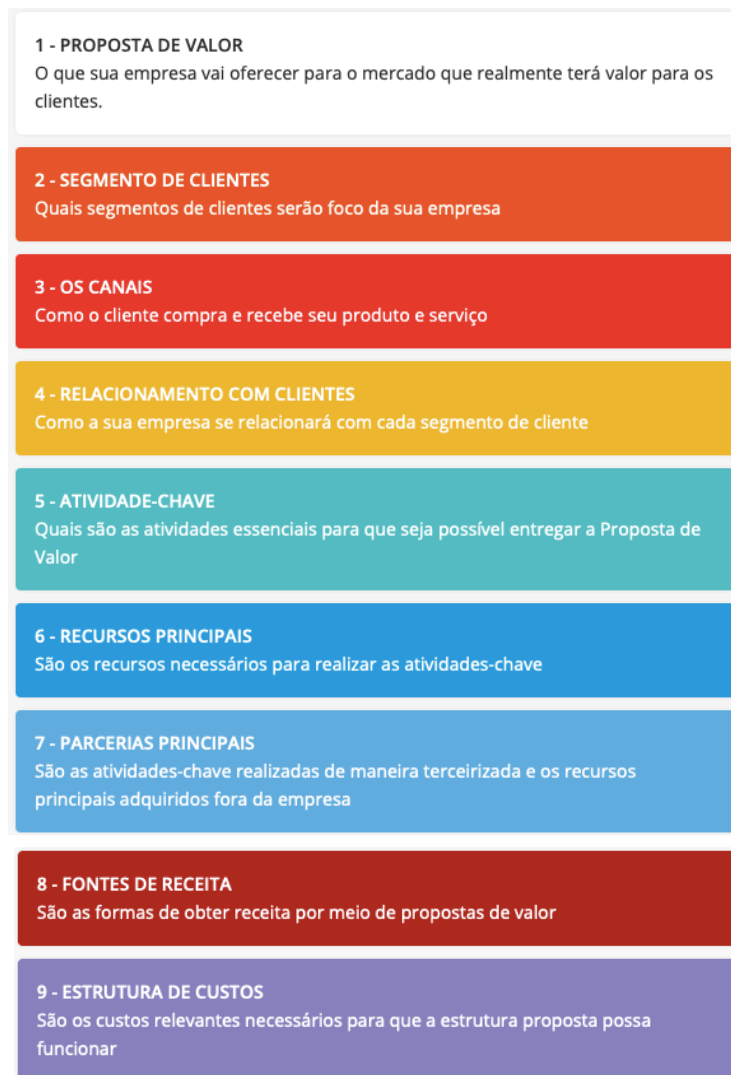 1 - PROPOSTA DE VALOR
O que sua empresa vai oferecer para o mercado que realmente terá valor para os
clientes.
2 - SEGMENTO DE CLIENTES
Quais segmentos de clientes serão foco da sua empresa
3 - OS CANAIS
Como o cliente compra e recebe seu produto e serviço
4 - RELACIONAMENTO COM CLIENTES
Como a sua empresa se relacionará com cada segmento de cliente
5 - ATIVIDADE-CHAVE
Quais são as atividades essenciais para que seja possível entregar a Proposta de
Valor
6 - RECURSOS PRINCIPAIS
São os recursos necessários para realizar as atividades-chave
7 - PARCERIAS PRINCIPAIS
São as atividades-chave realizadas de maneira terceirizada e os recursos
principais adquiridos fora da empresa
8 - FONTES DE RECEITA
São as formas de obter receita por meio de propostas de valor
9 - ESTRUTURA DE CUSTOS
São os custos relevantes necessários para que a estrutura proposta possa
funcionar